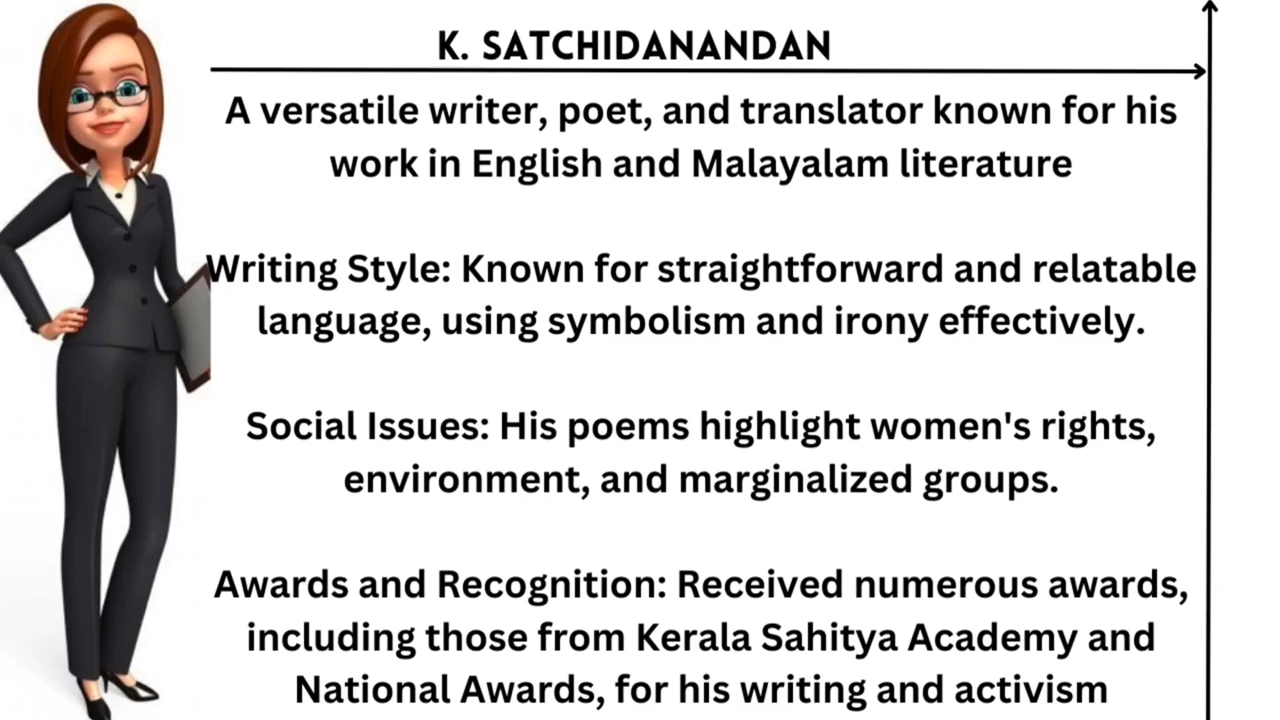 K. SATCHIDANANDAN
A versatile writer, poet, and translator known for his
work in English and Malayalam literature
Writing Style: Known for straightforward and relatable
language, using symbolism and irony effectively.
Social Issues: His poems highlight women's rights,
environment, and marginalized groups.
Awards and Recognition: Received numerous awards,
including those from Kerala Sahitya Academy and
National Awards, for his writing and activism